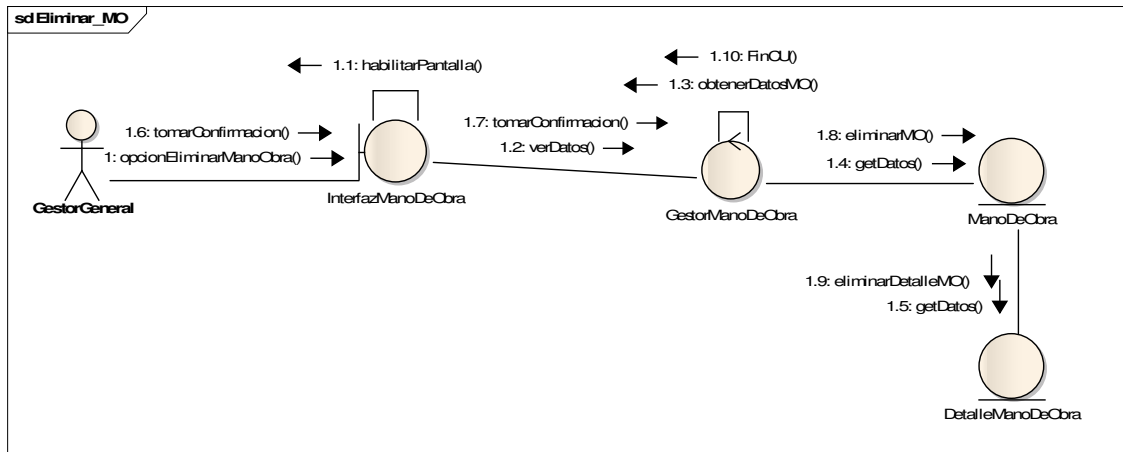 sd Eliminar_MO
1.10: FinCU()
1.1: habilitarPantalla()
1.3: obtenerDatosMO()
1.6: tomarConfirmacion()
1: opcionEliminarManoObra()
1.7: tomarConfirmacion()
1.2: verDatos()
1.8: eliminarMO()
1.4: getDatos()
GestorGeneral
InterfazManoDeObra
GestorManoDeObra
ManoDeObra
1.9: eliminarDetalleMO()
1.5: getDatos()
DetalleManoDeObra